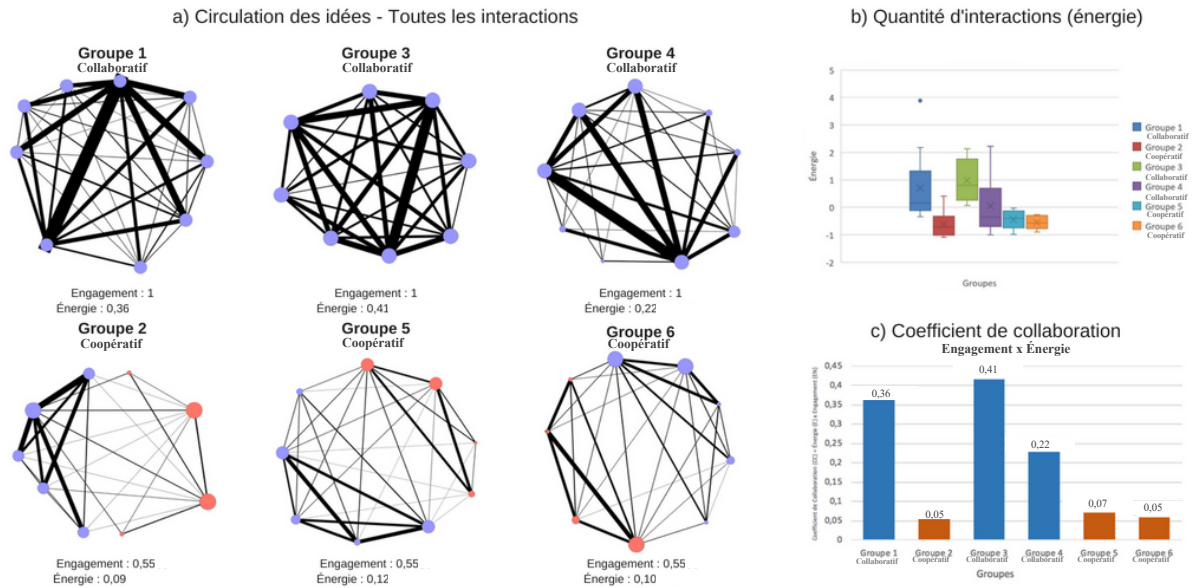 a) Circulation des idées - Toutes les interactions
Groupe 1
Collaboratif
Engagement : 1
Énergie : 0,36
Groupe 3
Collaboratif
Engagement : 1
Énergie : 0,41
Groupe 4
Collaboratif
Engagement : 1
Énergie : 0,22
Groupe 2
Coopératif
Engagement : 0,55
Énergie : 0,09
Groupe 5
Coopératif
Engagement : 0,55
Énergie : 0,12
Groupe 6
Coopératif
Engagement : 0,55
Énergie : 0,10
b) Quantité d'interactions (énergie)
Énergie
5
4
3
2
1
0
-1
-2
Groupes
Groupe 1
Collaboratif
Groupe 2
Coopératif
Groupe 3
Collaboratif
Groupe 4
Collaboratif
Groupe 5
Coopératif
Groupe 6
Coopératif
c) Coefficient de collaboration
Engagement x Énergie
Coefficient de Collaboration (CC) = Énergie (E) x Engagement (EN)
0,45
0,4
0,35
0,3
0,25
0,2
0,15
0,1
0,05
0
0,36
0,05
0,41
0,22
0,07
0,05
Groupe 1
Collaboratif
Groupe 2
Coopératif
Groupe 3
Collaboratif
Groupe 4
Collaboratif
Groupe 5
Coopératif
Groupe 6
Coopératif
Groupes